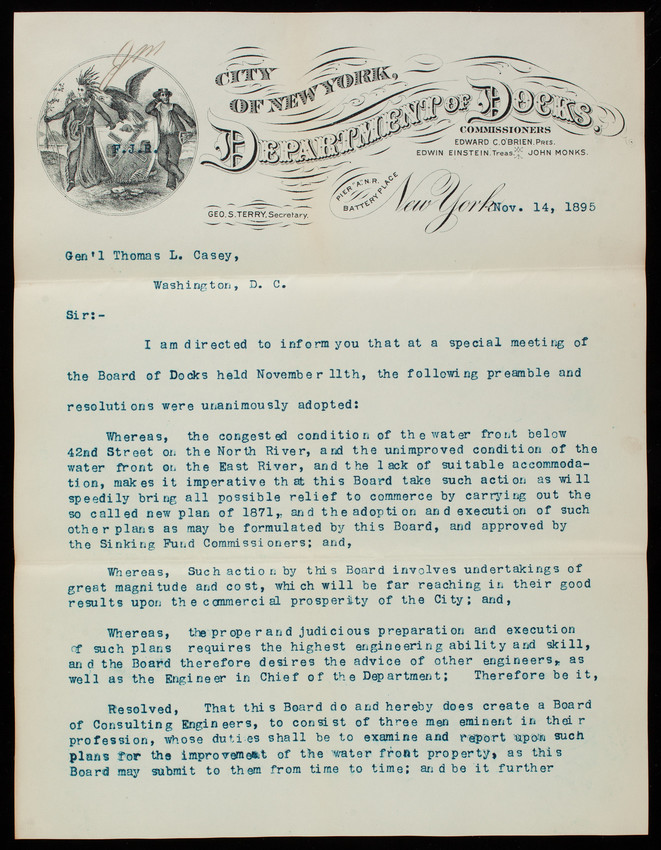 JM
CITY
OF NEW YORK,
DEPARTMENT OF DOCKS.
COMMISSIONERS
EDWARD C. O'BRIEN, PRES.
EDWIN EINSTEIN, Treas. JOHN MONKS.
F.J.R.
PIER "A", N.R.
BATTERY PLACE
GEO. S. TERRY, Secretary.
New York Nov. 14, 1895
Gen'l Thomas L. Casey,
Washington, D. C.
Sir:-
I am directed to inform you that at a special meeting of
the Board of Docks held November 11th, the following preamble and
resolutions were unanimously adopted:
Whereas, the congested condition of the water front below
42nd Street on the North River, and the unimproved condition of the
water front on the East River, and the lack of suitable accommoda-
tion, makes it imperative that this Board take such action as will
speedily bring all possible relief to commerce by carrying out the
so called new plan of 1871, and the adoption and execution of such
other plans as may be formulated by this Board, and approved by
the Sinking Fund Commissioners; and,
Whereas, Such action by this Board involves undertakings of
great magnitude and cost, which will be far reaching in their good
results upon the commercial prosperity of the City; and,
Whereas, the proper and judicious preparation and execution
of such plans requires the highest engineering ability and skill,
and the Board therefore desires the advice of other engineers, as
well as the Engineer in Chief of the Department; Therefore be it,
Resolved, That this Board do and hereby does create a Board
of Consulting Engineers, to consist of three men eminent in their
profession, whose duties shall be to examine and report upon such
plans for the improvement of the water front property, as this
Board may submit to them from time to time; and be it further